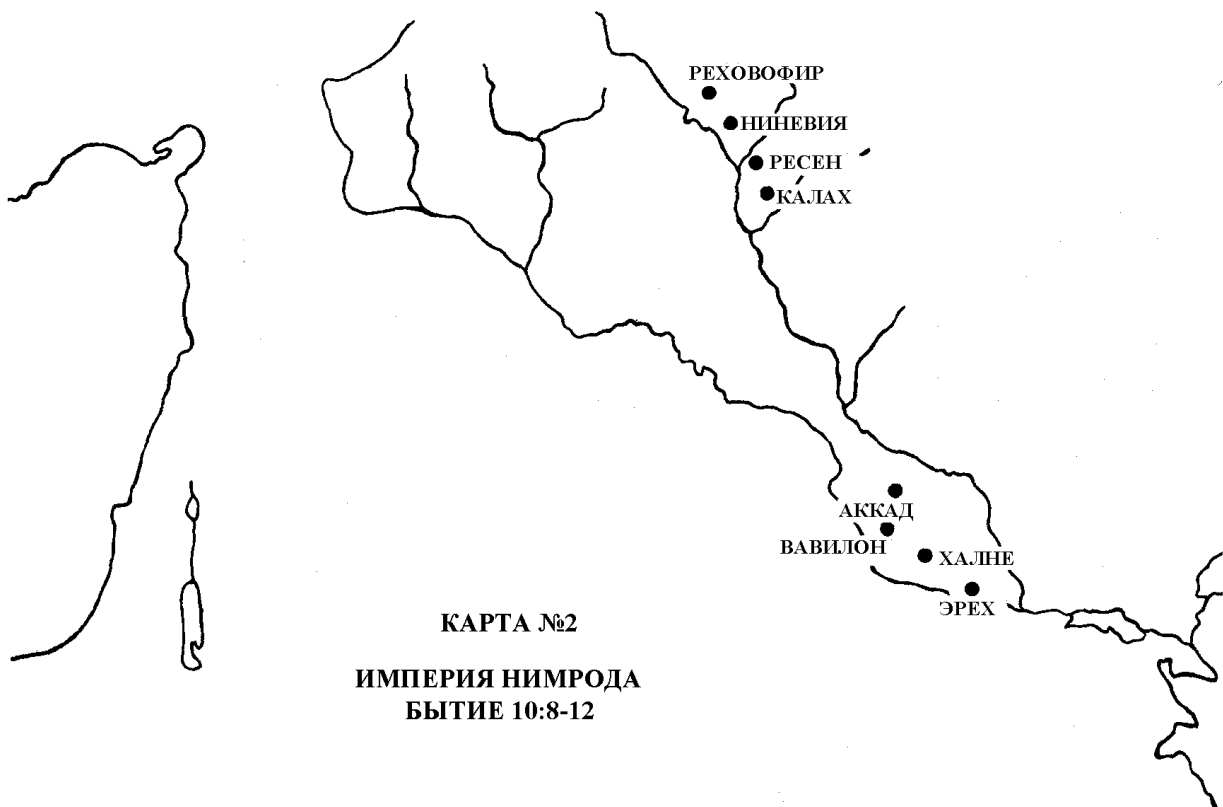 РЕХОВОФИР
НИНЕВИЯ
РЕСЕН
КАЛАХ
АККАД
ВАВИЛОН
ХАЛНЕ
ЭРЕХ
КАРТА №2
ИМПЕРИЯ НИМРОДА
БЫТИЕ 10:8-12